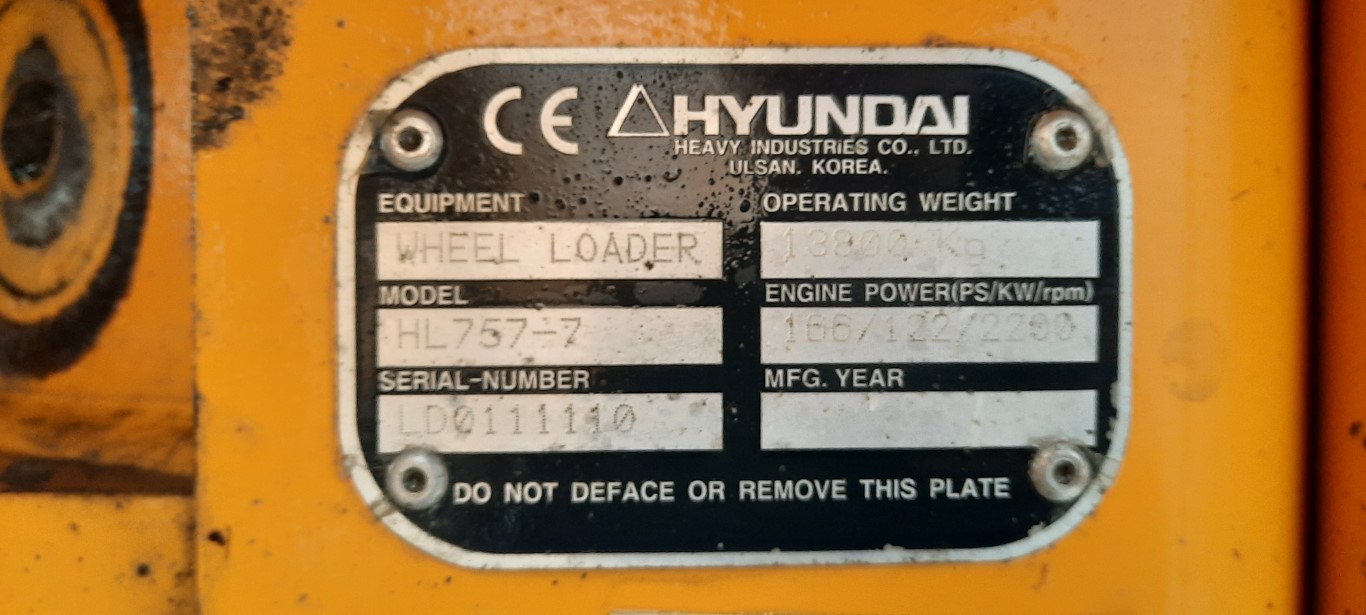 CE HYUNDAI
HEAVY INDUSTRIES CO., LTD.
ULSAN. KOREA.
EQUIPMENT OPERATING WEIGHT
WHEEL LOADER 13800 Kg
MODEL ENGINE POWER(PS/KW/rpm)
HL757-7 166/122/2200
SERIAL-NUMBER MFG. YEAR
LD0111110
DO NOT DEFACE OR REMOVE THIS PLATE